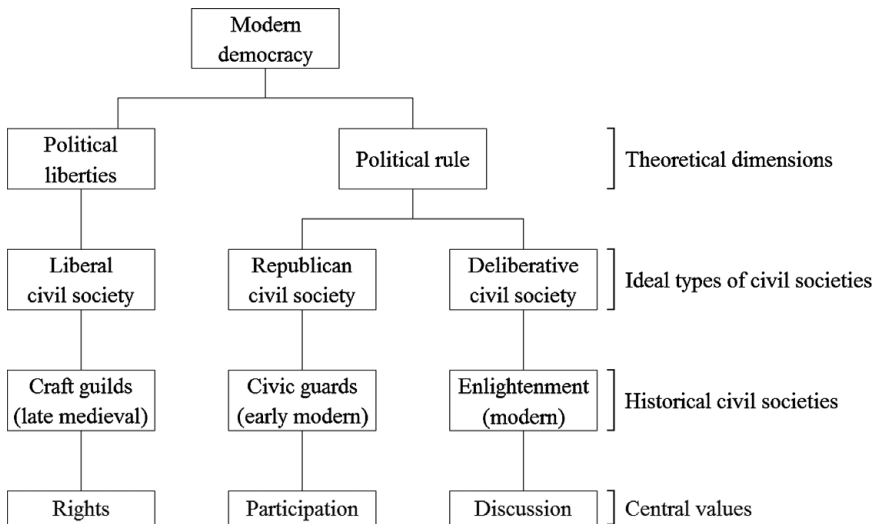 Modern
democracy
Political
liberties
Political rule
Theoretical dimensions
Liberal
civil society
Republican
civil society
Deliberative
civil society
Ideal types of civil societies
Craft guilds
(late medieval)
Civic guards
(early modern)
Enlightenment
(modern)
Historical civil societies
Rights
Participation
Discussion
Central values